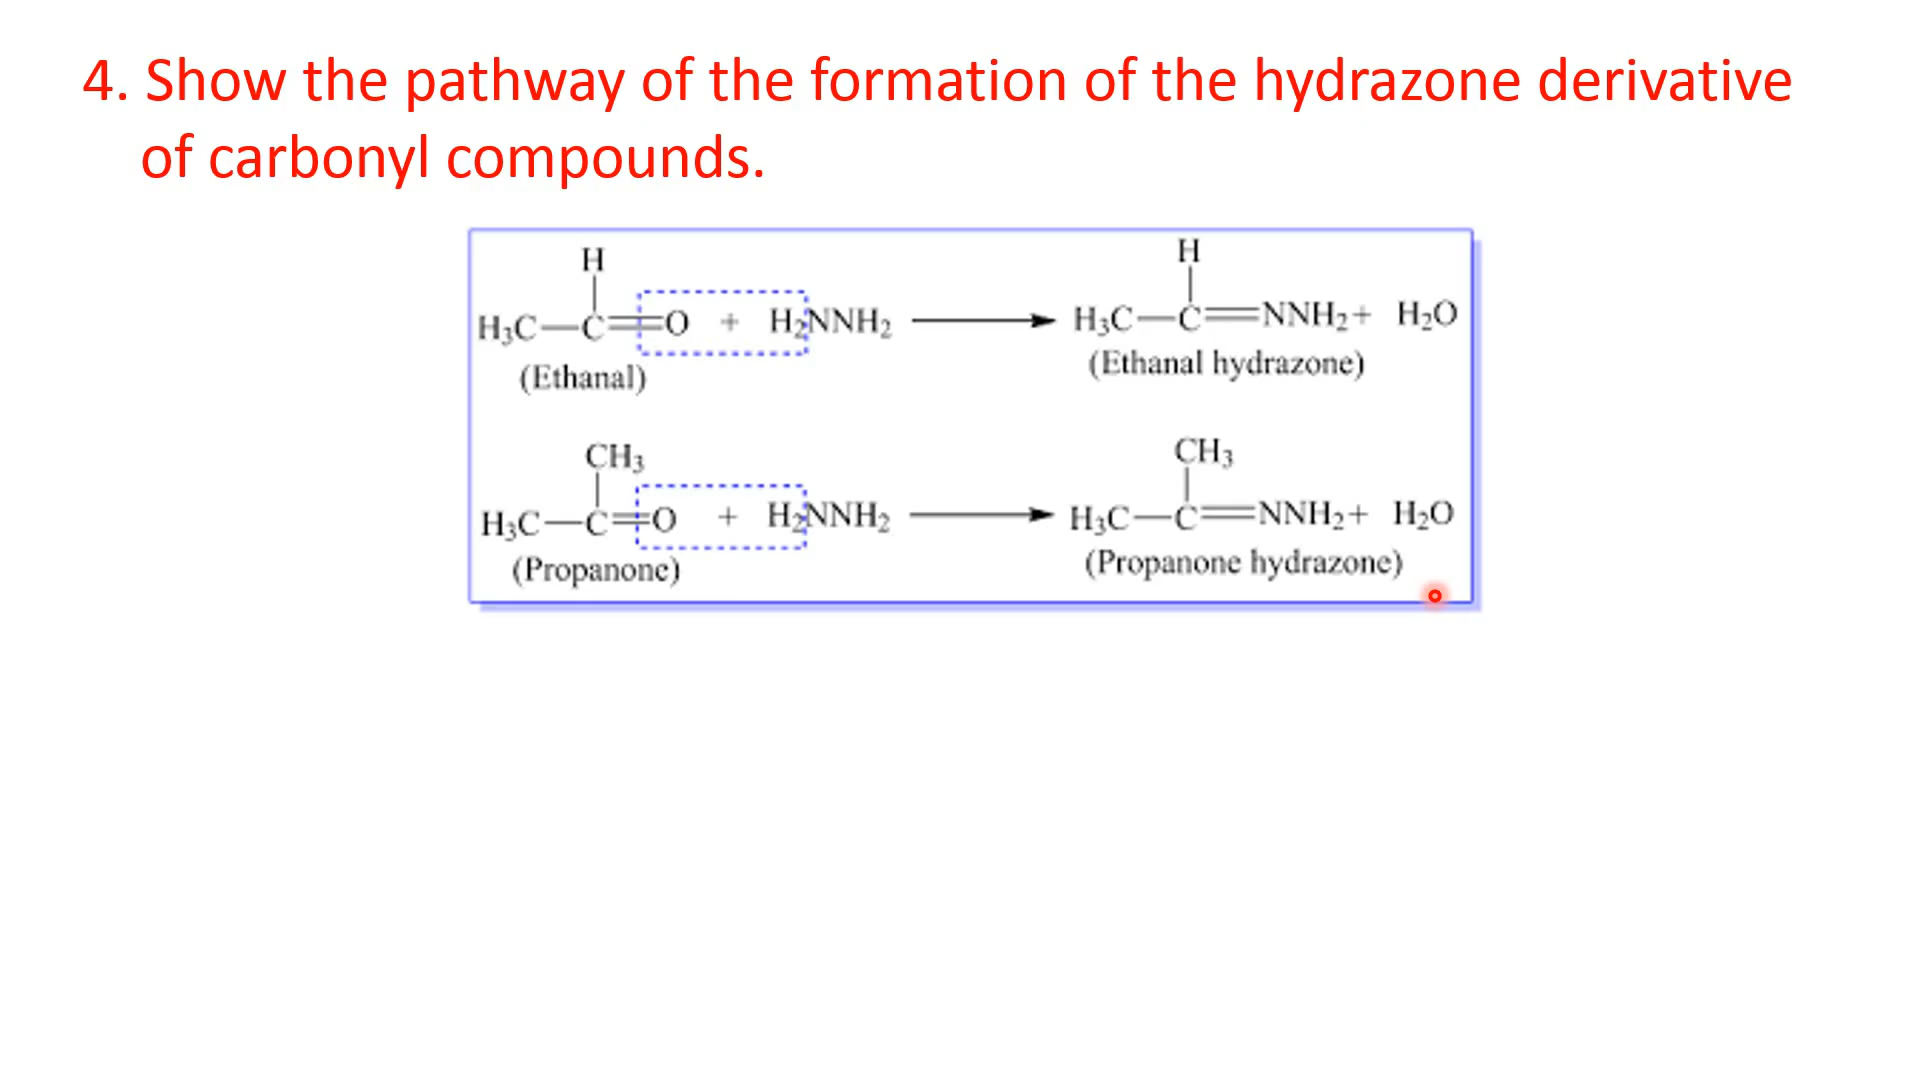 4. Show the pathway of the formation of the hydrazone derivative
of carbonyl compounds.
H
H₃C—C=O + H₂NNH₂ ⟶ H
H₃C—C=NNH₂ + H₂O
(Ethanal)
(Ethanal hydrazone)
CH₃
H₃C—C=O + H₂NNH₂ ⟶ CH₃
H₃C—C=NNH₂ + H₂O
(Propanone)
(Propanone hydrazone)